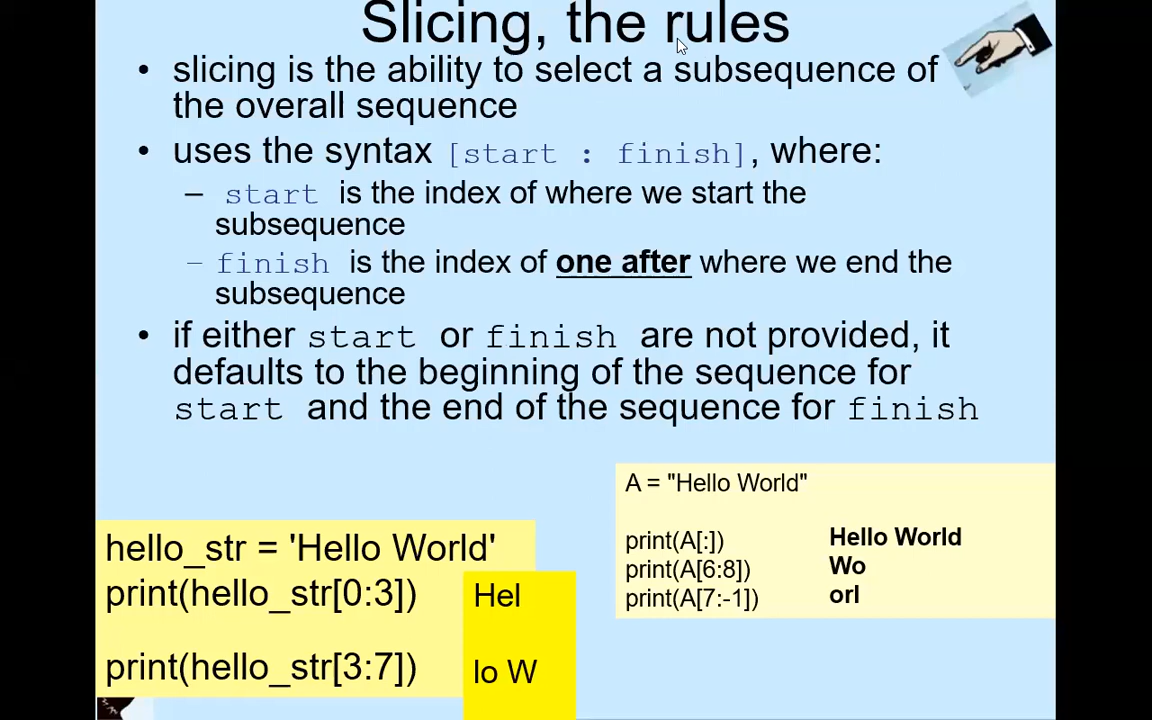 Slicing, the rules
• slicing is the ability to select a subsequence of
the overall sequence
• uses the syntax [start : finish], where:
– start is the index of where we start the
subsequence
– finish is the index of one after where we end the
subsequence
• if either start or finish are not provided, it
defaults to the beginning of the sequence for
start and the end of the sequence for finish
A = "Hello World"
print(A[:]) Hello World
print(A[6:8]) Wo
print(A[7:-1]) orl
hello_str = 'Hello World'
print(hello_str[0:3]) Hel
print(hello_str[3:7]) lo W